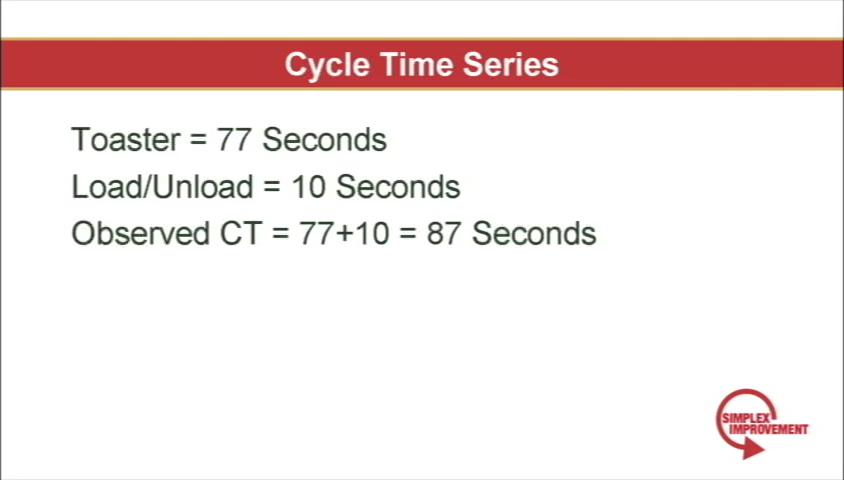 Cycle Time Series
Toaster = 77 Seconds
Load/Unload = 10 Seconds
Observed CT = 77+10 = 87 Seconds
SIMPLEX
IMPROVEMENT